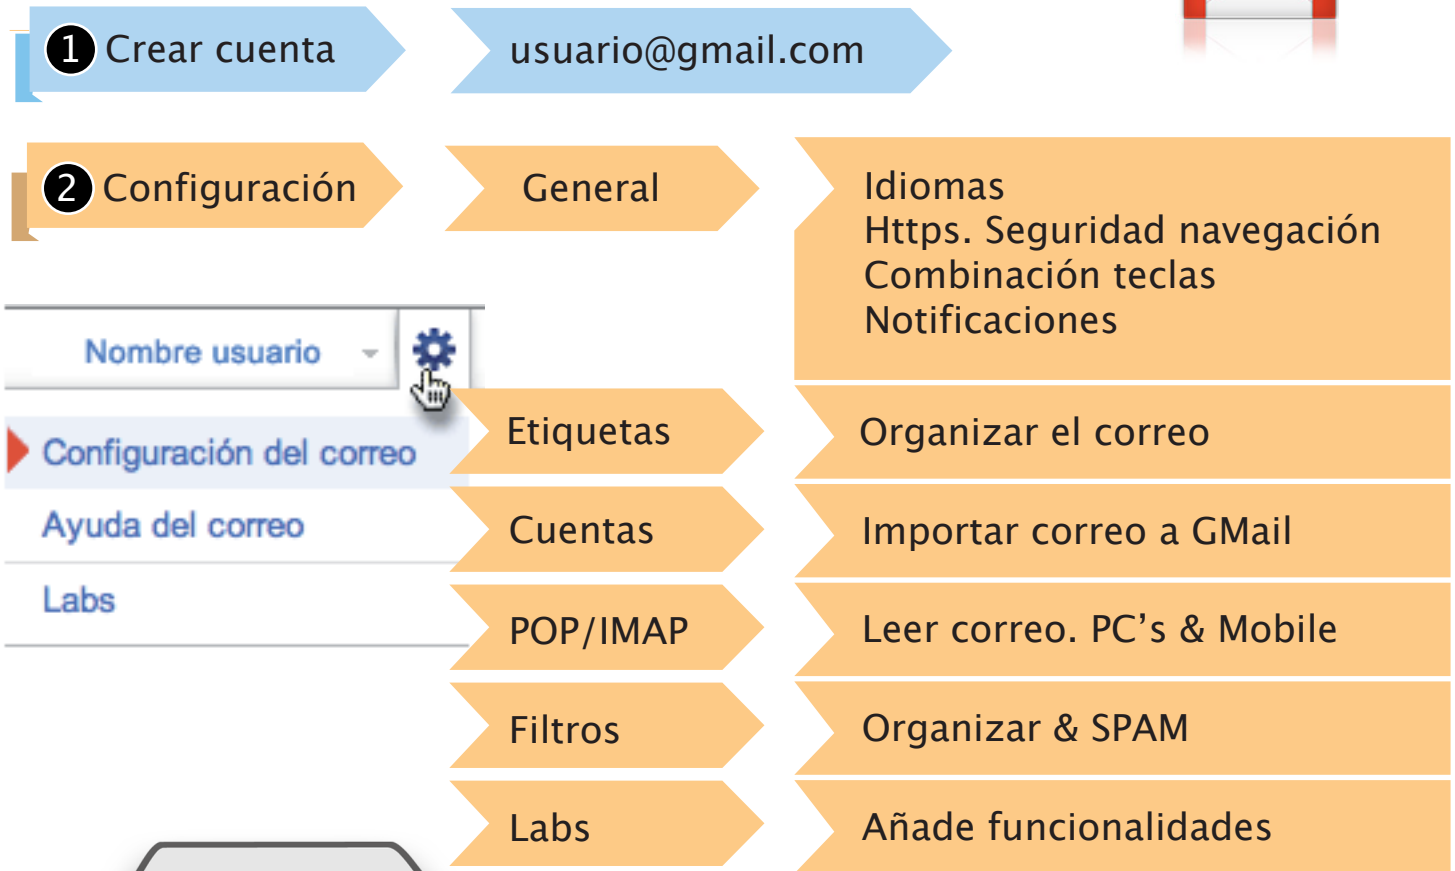 1 Crear cuenta
usuario@gmail.com
2 Configuración
General
Idiomas
Https. Seguridad navegación
Combinación teclas
Notificaciones
Nombre usuario
Configuración del correo
Ayuda del correo
Labs
Etiquetas
Organizar el correo
Cuentas
Importar correo a GMail
POP/IMAP
Leer correo. PC’s & Mobile
Filtros
Organizar & SPAM
Labs
Añade funcionalidades